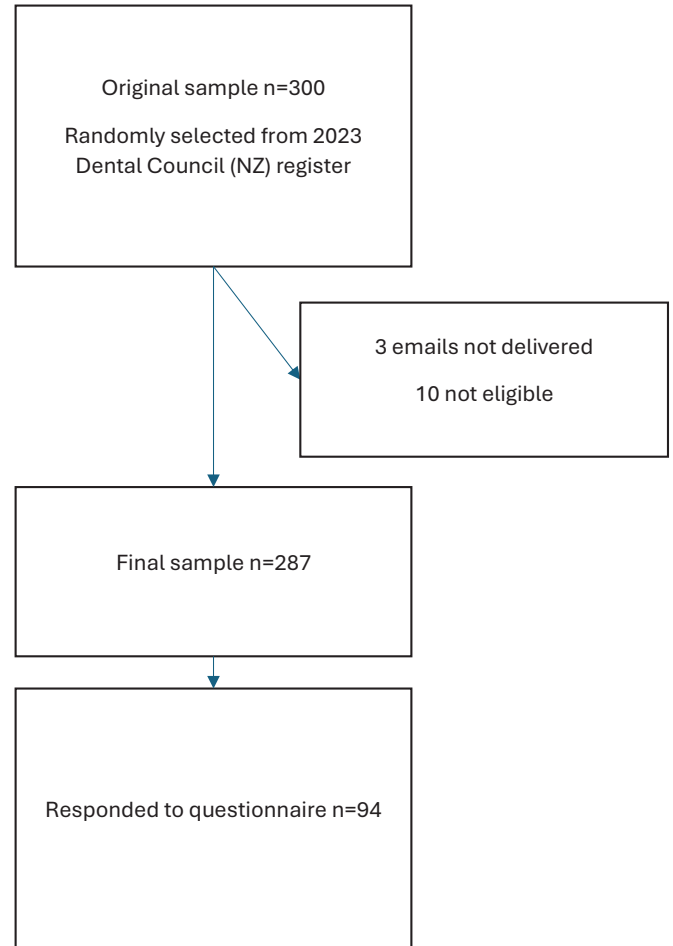 Original sample n=300
Randomly selected from 2023
Dental Council (NZ) register
3 emails not delivered
10 not eligible
Final sample n=287
Responded to questionnaire n=94